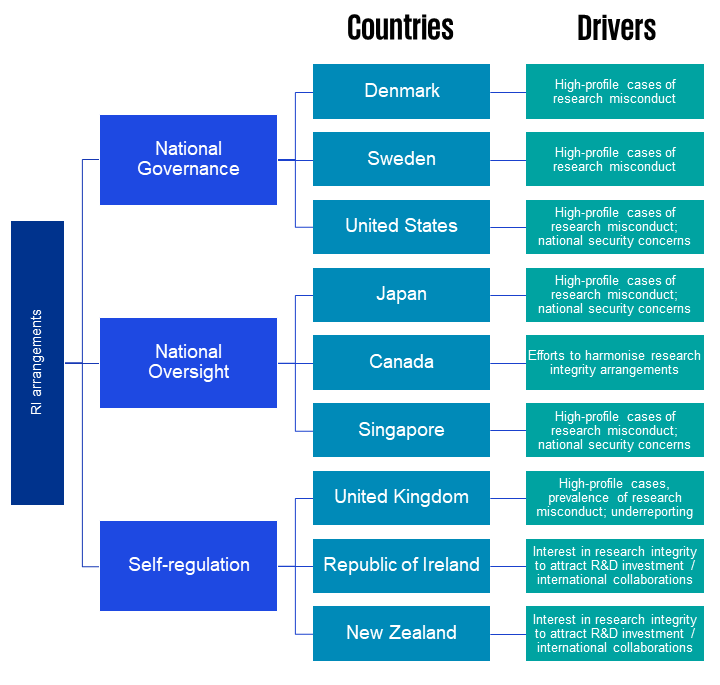 Countries
Drivers
RI arrangements
National
Governance
Denmark
High-profile cases of
research misconduct
Sweden
High-profile cases of
research misconduct
United States
High-profile cases of
research misconduct;
national security concerns
National
Oversight
Japan
High-profile cases of
research misconduct;
national security concerns
Canada
Efforts to harmonise research
integrity arrangements
Singapore
High-profile cases of
research misconduct;
national security concerns
Self-regulation
United Kingdom
High-profile cases,
prevalence of research
misconduct; underreporting
Republic of Ireland
Interest in research integrity
to attract R&D investment /
international collaborations
New Zealand
Interest in research integrity
to attract R&D investment /
international collaborations